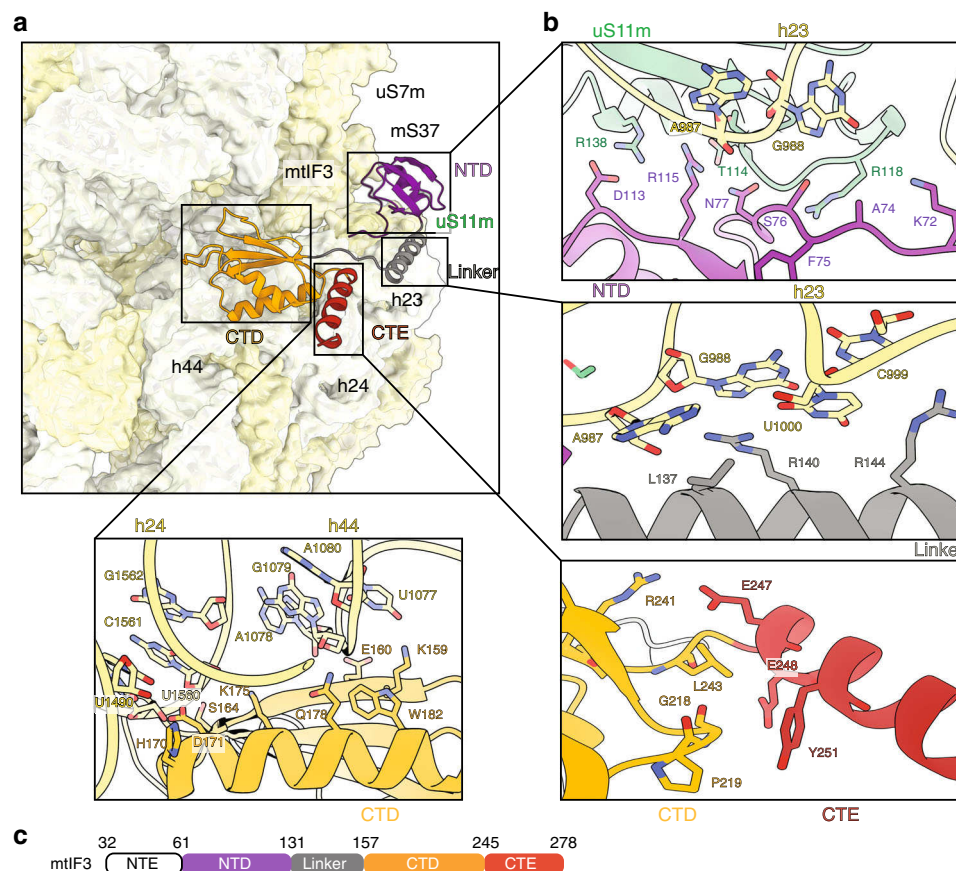 a
uS7m
mS37
mtIF3
NTD
uS11m
Linker
h23
CTD
CTE
h44
h24
b
uS11m
h23
A987
G988
R138
R115
T114
R118
D113
N77
S76
A74
K72
F75
NTD
h23
G988
C999
U1000
A987
R140
R144
L137
Linker
h24
h44
A1080
G1562
G1079
U1077
C1561
A1078
E160
K159
U1490
U1560
K175
S164
Q178
W182
H170
D171
CTD
E247
R241
E248
L243
G218
Y251
P219
CTD
CTE
c
32 61 131 157 245 278
mtIF3 NTE NTD Linker CTD CTE